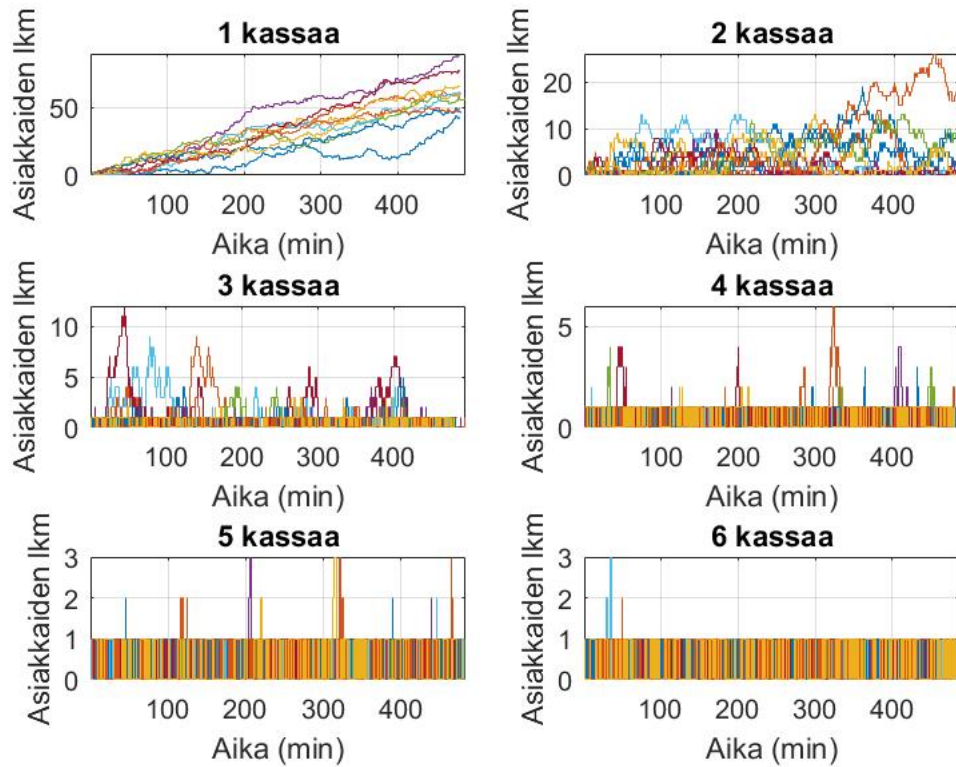 1 kassaa
Asiakkaiden lkm
50
0
100 200 300 400
Aika (min)
2 kassaa
Asiakkaiden lkm
20
10
0
100 200 300 400
Aika (min)
3 kassaa
Asiakkaiden lkm
10
5
0
100 200 300 400
Aika (min)
4 kassaa
Asiakkaiden lkm
5
0
100 200 300 400
Aika (min)
5 kassaa
Asiakkaiden lkm
3
2
1
0
100 200 300 400
Aika (min)
6 kassaa
Asiakkaiden lkm
3
2
1
0
100 200 300 400
Aika (min)